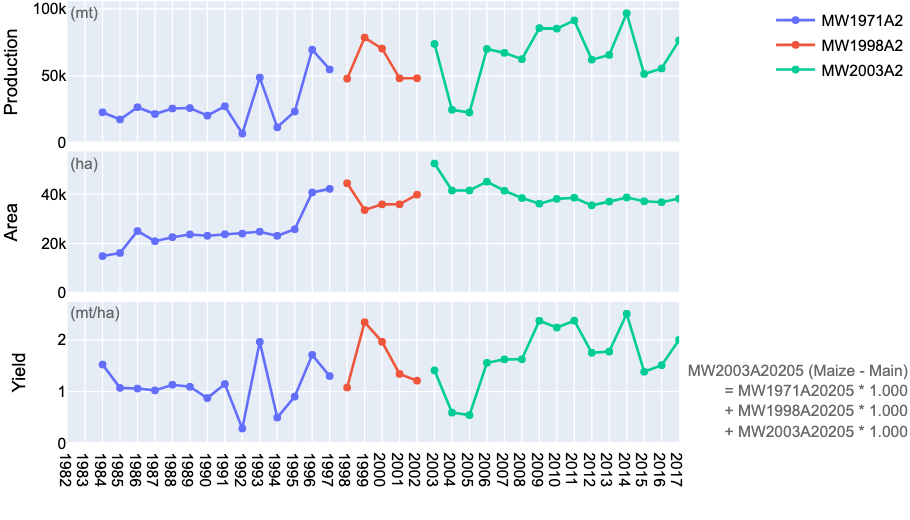 100k
(mt)
Production
50k
0
(ha)
Area
40k
20k
0
(mt/ha)
Yield
2
1
0
1982
1983
1984
1985
1986
1987
1988
1989
1990
1991
1992
1993
1994
1995
1996
1997
1998
1999
2000
2001
2002
2003
2004
2005
2006
2007
2008
2009
2010
2011
2012
2013
2014
2015
2016
2017
MW1971A2
MW1998A2
MW2003A2
MW2003A20205 (Maize - Main)
= MW1971A20205 * 1.000
+ MW1998A20205 * 1.000
+ MW2003A20205 * 1.000